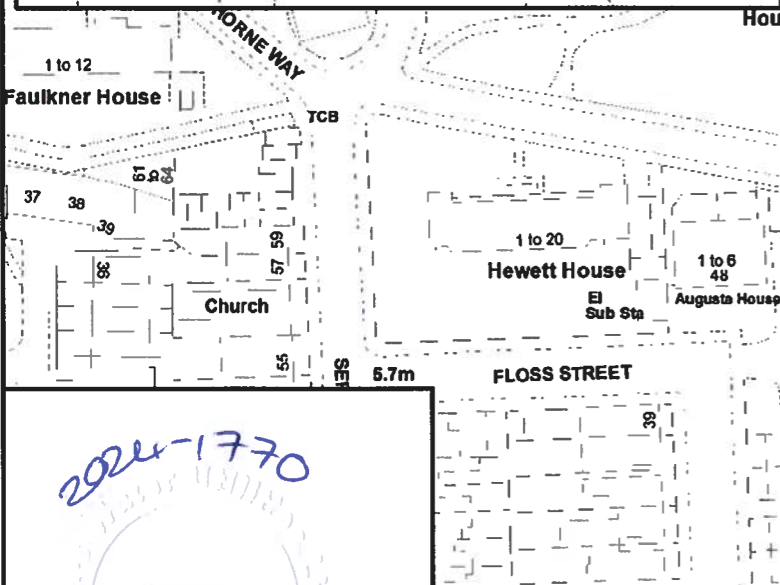 Hou
HORNE WAY
1 to 12
Faulkner House
TCB
61
to
64
37
38
39
36
59
57
Church
55
1 to 20
Hewett House
El
Sub Sta
1 to 6
48
Augusta House
5.7m
FLOSS STREET
39
2024-1770